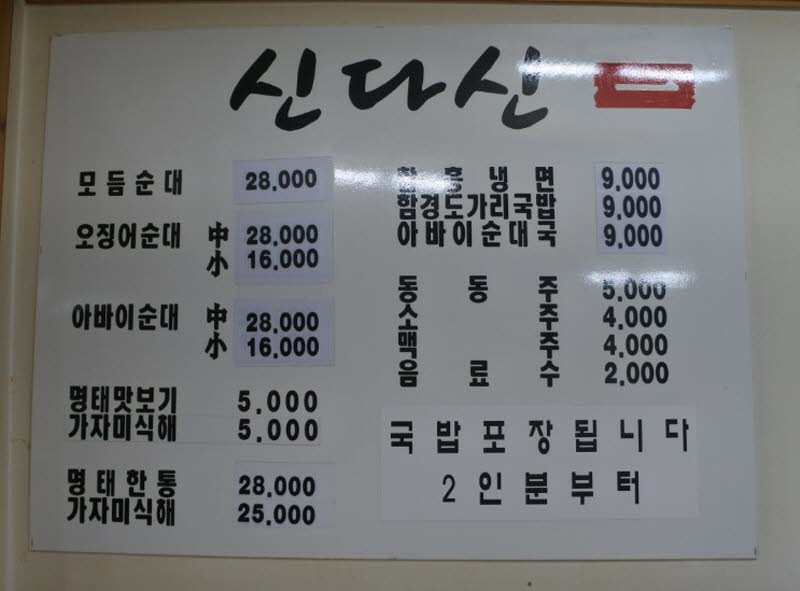 신다신
모듬순대 28,000
오징어순대 中 28,000
小 16,000
아바이순대 中 28,000
小 16,000
명태맛보기 5,000
가자미식해 5,000
명태한통 28,000
가자미식해 25,000
함흥냉면 9,000
함경도가리국밥 9,000
아바이순대국 9,000
동동주 5,000
소주 4,000
맥주 4,000
음료수 2,000
국밥포장됩니다
2인분부터